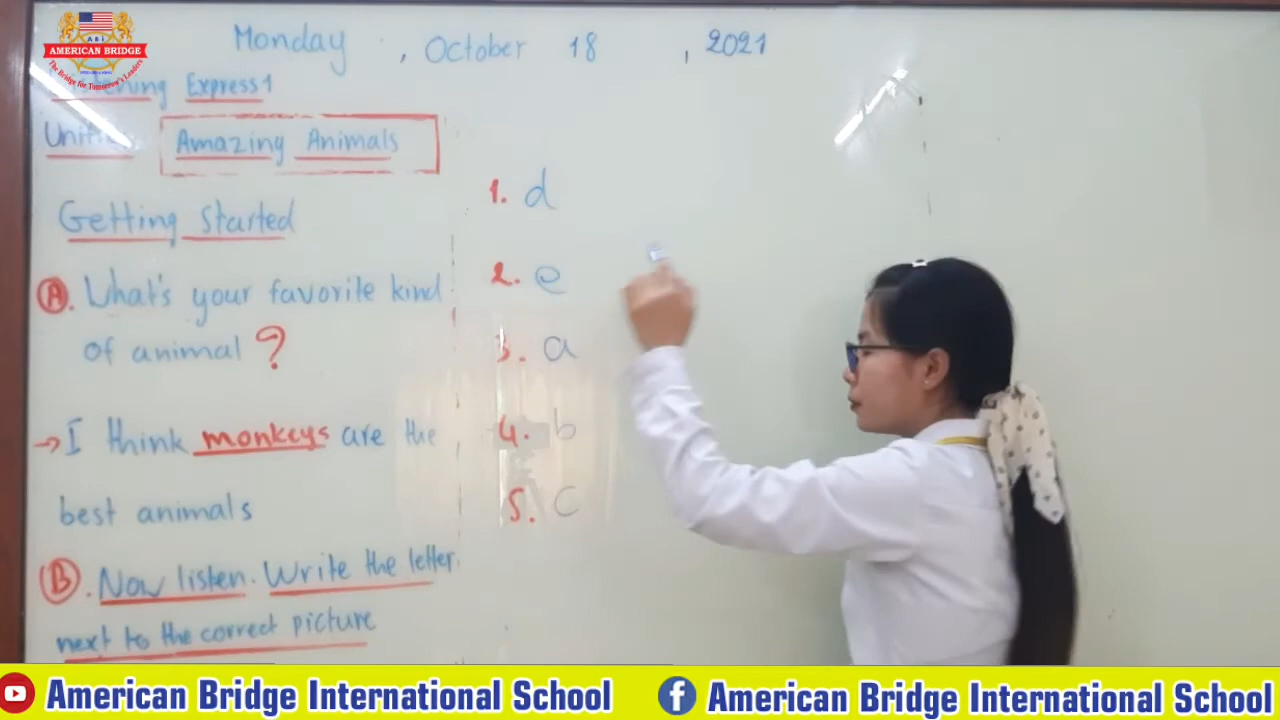 AMERICAN BRIDGE
The Bridge for Tomorrow's Leaders
Monday , October 18 , 2021
Express 1
Amazing Animals
Getting Started
A. What's your favorite kind
of animal ?
→ I think monkeys are the
best animals
B. Now listen. Write the letter
next to the correct picture
1. d
2. e
3. a
4. b
5. C
American Bridge International School
American Bridge International School